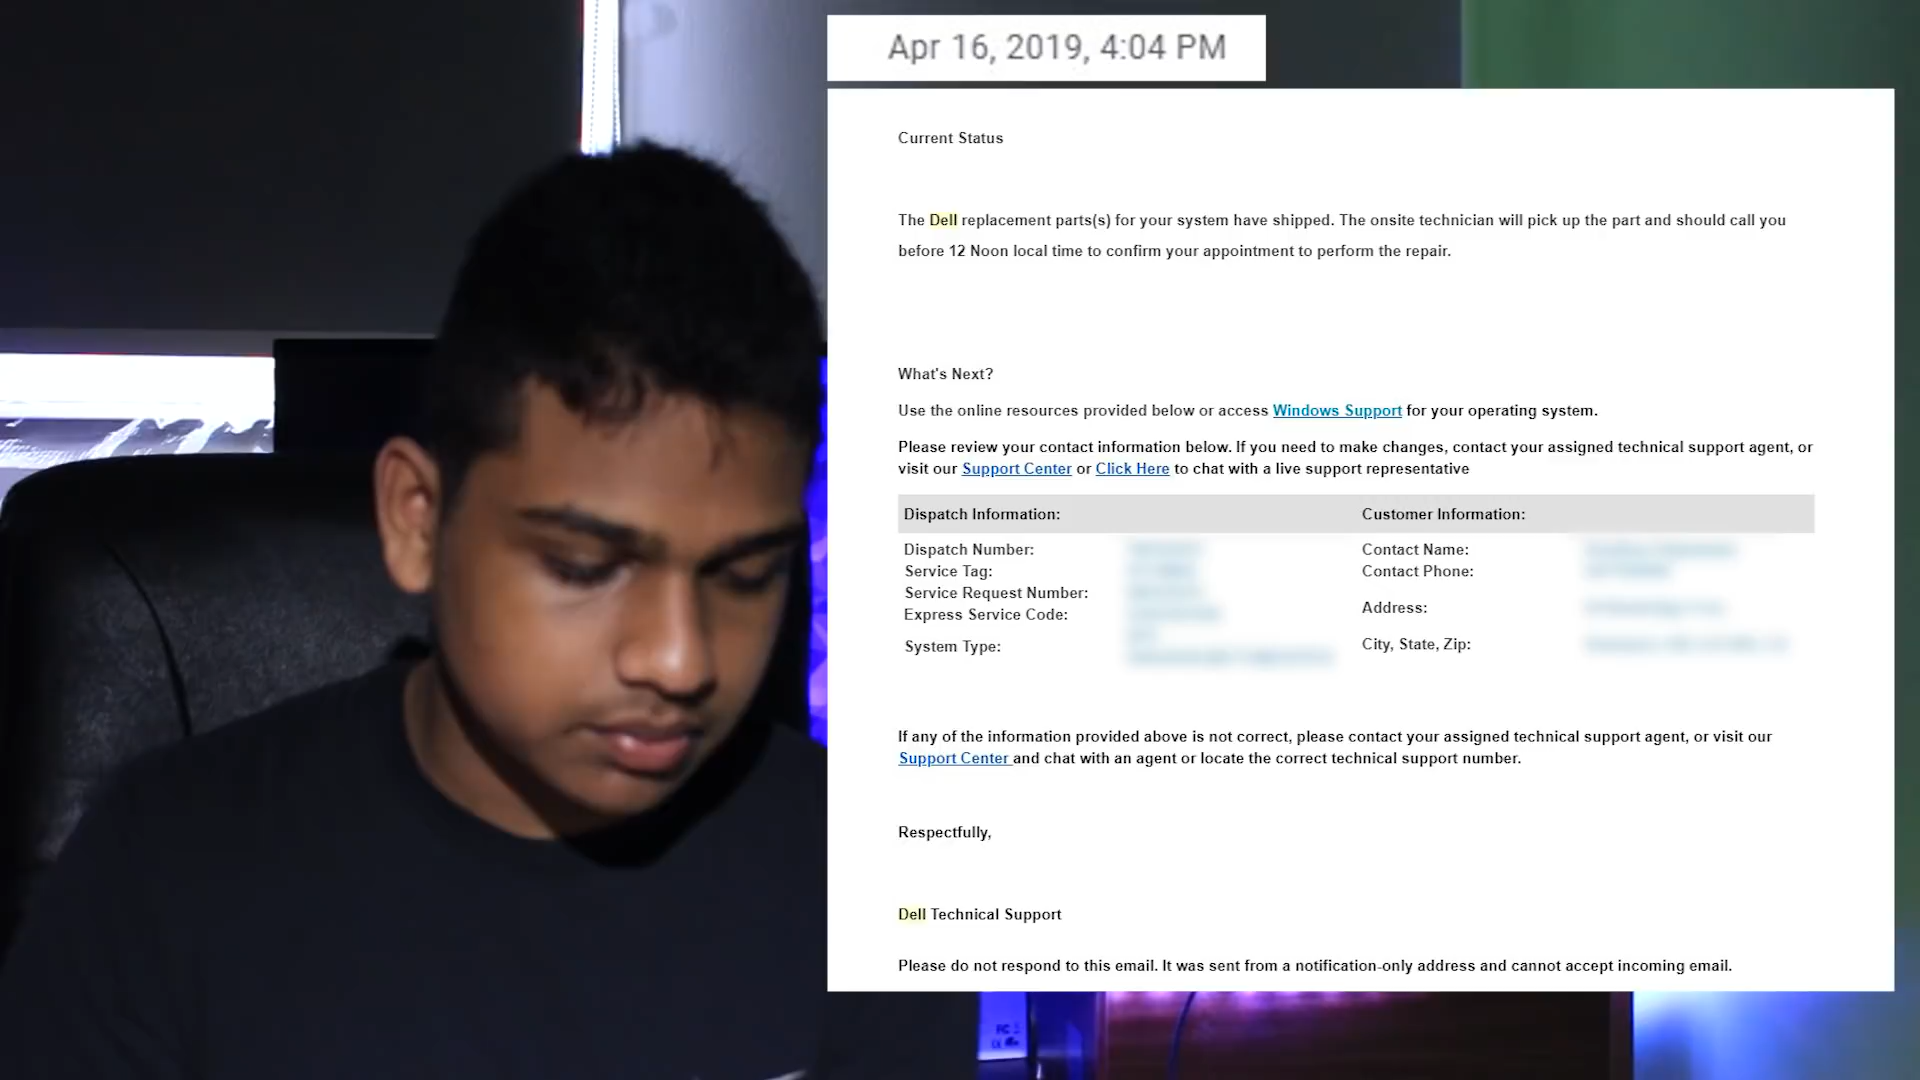 Apr 16, 2019, 4:04 PM
Current Status
The Dell replacement parts(s) for your system have shipped. The onsite technician will pick up the part and should call you
before 12 Noon local time to confirm your appointment to perform the repair.
What's Next?
Use the online resources provided below or access Windows Support for your operating system.
Please review your contact information below. If you need to make changes, contact your assigned technical support agent, or
visit our Support Center or Click Here to chat with a live support representative
Dispatch Information: Customer Information:
Dispatch Number: Contact Name:
Service Tag: Contact Phone:
Service Request Number:
Express Service Code: Address:
System Type: City, State, Zip:
If any of the information provided above is not correct, please contact your assigned technical support agent, or visit our
Support Center and chat with an agent or locate the correct technical support number.
Respectfully,
Dell Technical Support
Please do not respond to this email. It was sent from a notification-only address and cannot accept incoming email.
FC
CE